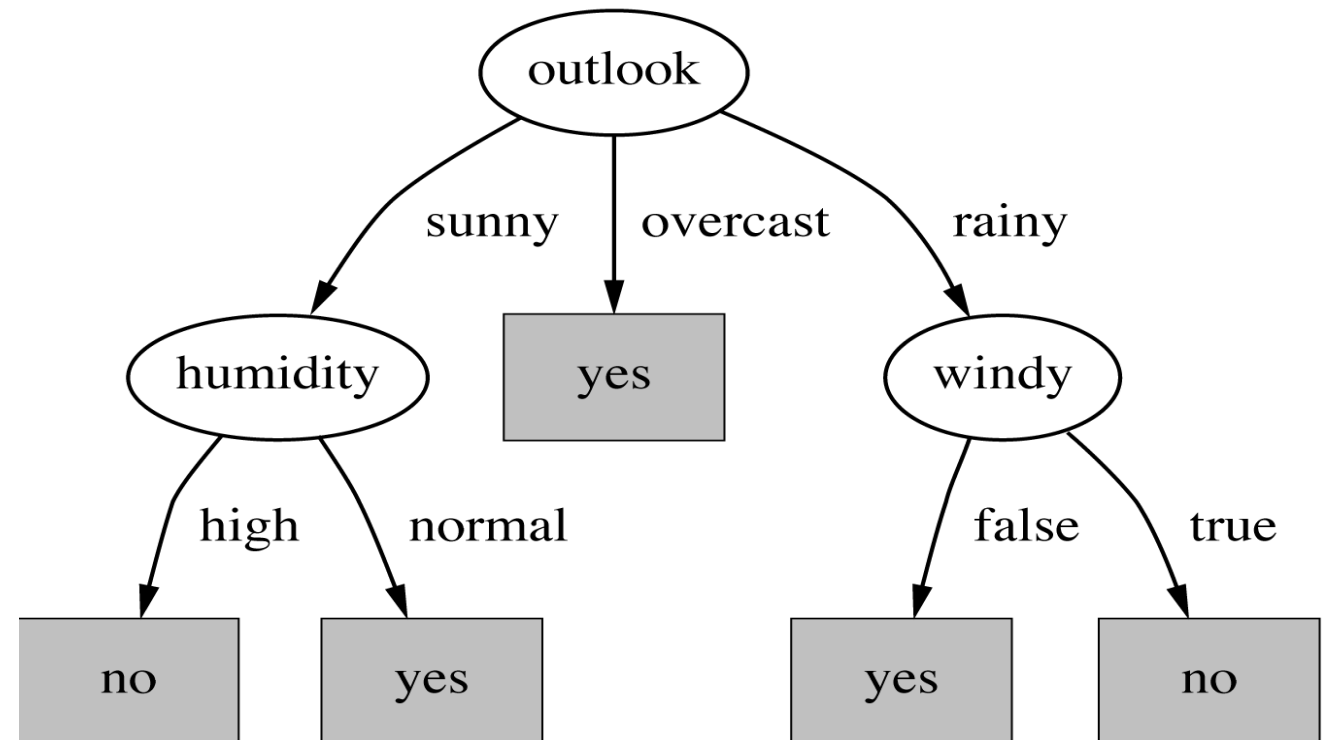 outlook
sunny overcast rainy
humidity yes windy
high normal false true
no yes yes no